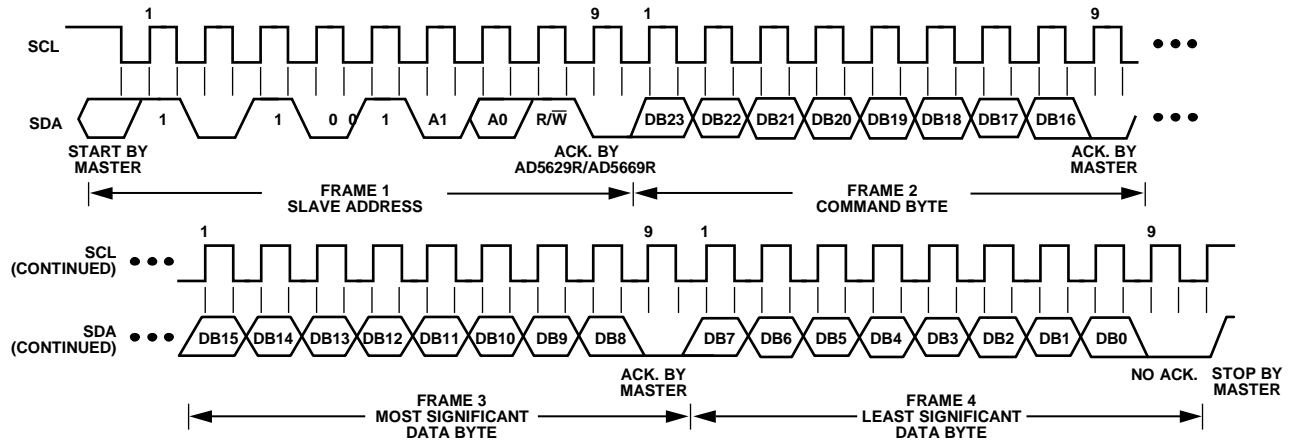 1 9 1 9
SCL
SDA 1 1 0 0 1 A1 A0 R/W DB23 DB22 DB21 DB20 DB19 DB18 DB17 DB16
START BY MASTER
ACK. BY AD5629R/AD5669R
ACK. BY MASTER
FRAME 1
SLAVE ADDRESS
FRAME 2
COMMAND BYTE
1 9 1 9
SCL
(CONTINUED)
SDA
(CONTINUED)
DB15 DB14 DB13 DB12 DB11 DB10 DB9 DB8 DB7 DB6 DB5 DB4 DB3 DB2 DB1 DB0
ACK. BY
MASTER
NO ACK.
STOP BY
MASTER
FRAME 3
MOST SIGNIFICANT
DATA BYTE
FRAME 4
LEAST SIGNIFICANT
DATA BYTE